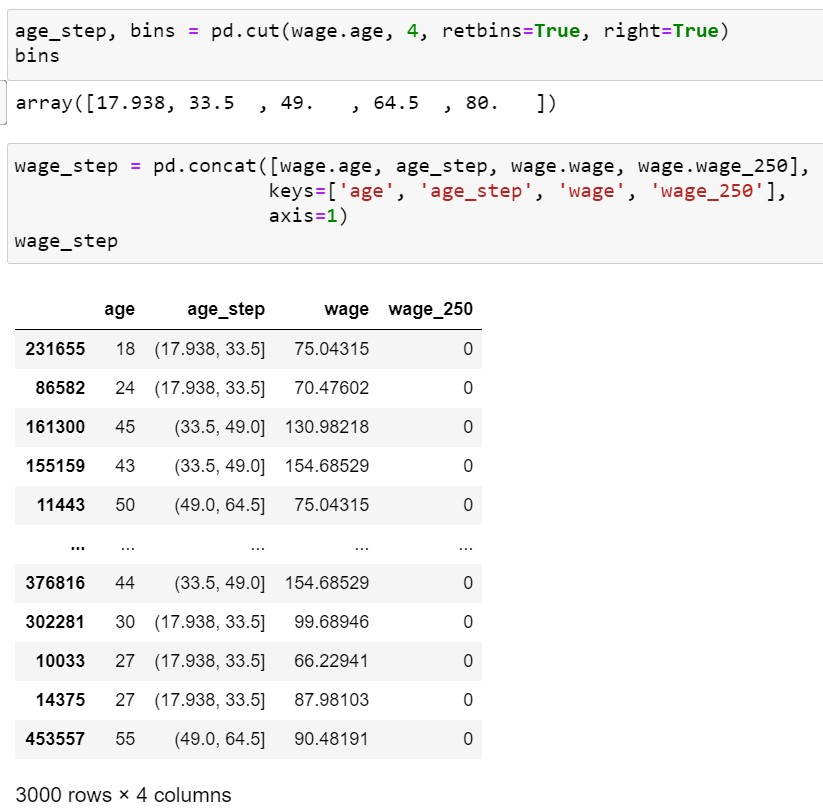 age_step, bins = pd.cut(wage.age, 4, retbins=True, right=True)
bins
array([17.938, 33.5  , 49.   , 64.5  , 80.   ])
wage_step = pd.concat([wage.age, age_step, wage.wage, wage.wage_250],
                      keys=['age', 'age_step', 'wage', 'wage_250'],
                      axis=1)
wage_step
age age_step wage wage_250
231655 18 (17.938, 33.5] 75.04315 0
86582 24 (17.938, 33.5] 70.47602 0
161300 45 (33.5, 49.0] 130.98218 0
155159 43 (33.5, 49.0] 154.68529 0
11443 50 (49.0, 64.5] 75.04315 0
... ... ... ... ...
376816 44 (33.5, 49.0] 154.68529 0
302281 30 (17.938, 33.5] 99.68946 0
10033 27 (17.938, 33.5] 66.22941 0
14375 27 (17.938, 33.5] 87.98103 0
453557 55 (49.0, 64.5] 90.48191 0
3000 rows × 4 columns